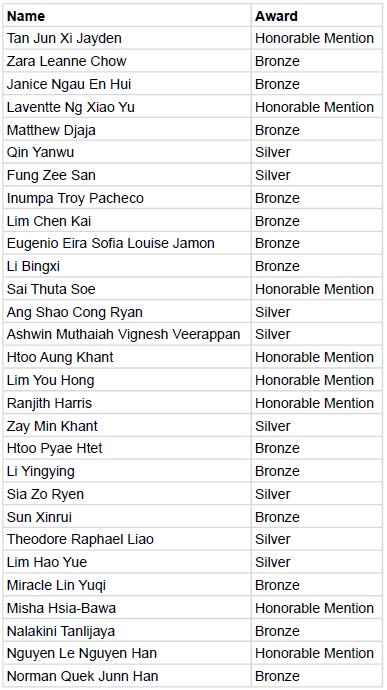 Name Award
Tan Jun Xi Jayden Honorable Mention
Zara Leanne Chow Bronze
Janice Ngau En Hui Bronze
Laventte Ng Xiao Yu Honorable Mention
Matthew Djaja Bronze
Qin Yanwu Silver
Fung Zee San Silver
Inumpa Troy Pacheco Bronze
Lim Chen Kai Bronze
Eugenio Eira Sofia Louise Jamon Bronze
Li Bingxi Bronze
Sai Thuta Soe Honorable Mention
Ang Shao Cong Ryan Silver
Ashwin Muthaiah Vignesh Veerappan Silver
Htoo Aung Khant Honorable Mention
Lim You Hong Honorable Mention
Ranjith Harris Honorable Mention
Zay Min Khant Silver
Htoo Pyae Htet Bronze
Li Yingying Bronze
Sia Zo Ryen Silver
Sun Xinrui Bronze
Theodore Raphael Liao Silver
Lim Hao Yue Silver
Miracle Lin Yuqi Bronze
Misha Hsia-Bawa Honorable Mention
Nalakini Tanlijaya Bronze
Nguyen Le Nguyen Han Honorable Mention
Norman Quek Junn Han Bronze